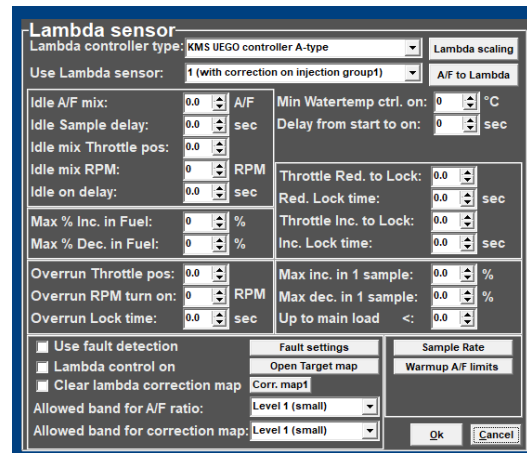 Lambda sensor
Lambda controller type: KMS UEGO controller A-type Lambda scaling
Use Lambda sensor: 1 (with correction on injection group1) A/F to Lambda
Idle A/F mix: 0.0 A/F
Idle Sample delay: 0.0 sec
Idle mix Throttle pos: 0.0
Idle mix RPM: 0 RPM
Idle on delay: 0.0 sec
Min Watertemp ctrl. on: 0 °C
Delay from start to on: 0 sec
Throttle Red. to Lock: 0.0
Red. Lock time: 0.0 sec
Throttle Inc. to Lock: 0.0
Inc. Lock time: 0.0 sec
Max % Inc. in Fuel: 0 %
Max % Dec. in Fuel: 0 %
Overrun Throttle pos: 0.0
Overrun RPM turn on: 0 RPM
Overrun Lock time: 0.0 sec
Max inc. in 1 sample: 0.0 %
Max dec. in 1 sample: 0.0 %
Up to main load <: 0.0
Use fault detection Fault settings
Lambda control on Open Target map
Clear lambda correction map Corr. map1
Allowed band for A/F ratio: Level 1 (small)
Allowed band for correction map: Level 1 (small)
Sample Rate
Warmup A/F limits
Ok Cancel